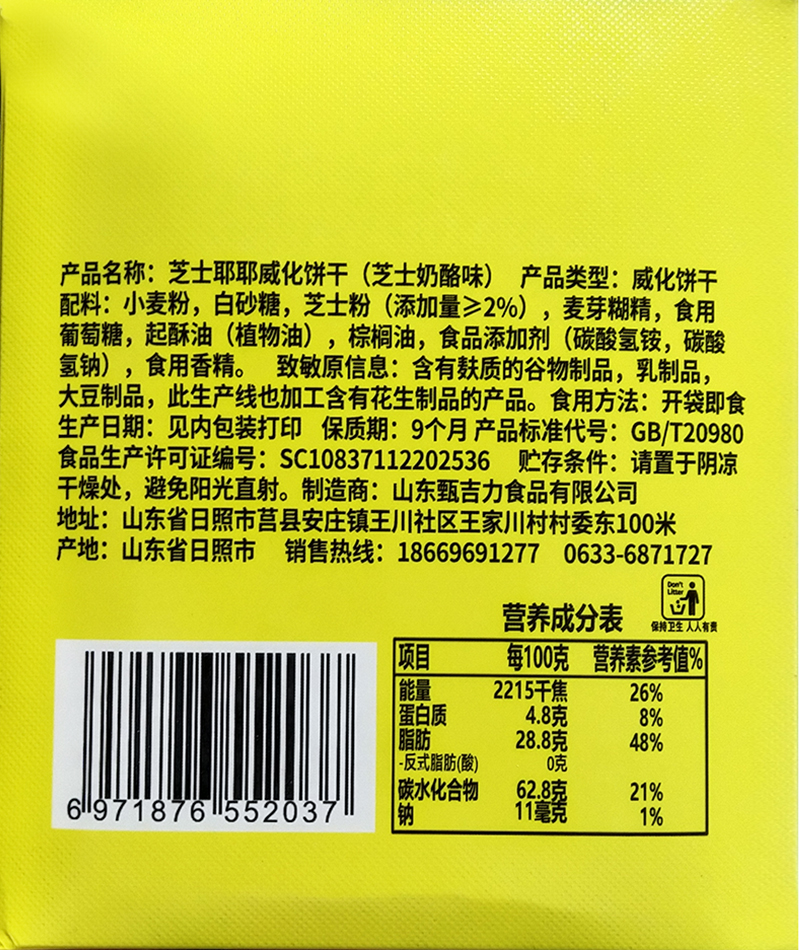 产品名称：芝士耶耶威化饼干（芝士奶酪味） 产品类型：威化饼干
配料：小麦粉，白砂糖，芝士粉（添加量≥2%），麦芽糊精，食用
葡萄糖，起酥油（植物油），棕榈油，食品添加剂（碳酸氢铵，碳酸
氢钠），食用香精。 致敏原信息：含有麸质的谷物制品，乳制品，
大豆制品，此生产线也加工含有花生制品的产品。食用方法：开袋即食
生产日期：见内包装打印 保质期：9个月 产品标准代号：GB/T20980
食品生产许可证编号：SC10837112202536 贮存条件：请置于阴凉
干燥处，避免阳光直射。制造商：山东甄吉力食品有限公司
地址：山东省日照市莒县安庄镇王川社区王家川村村委东100米
产地：山东省日照市 销售热线：18669691277 0633-6871727
Don't
Litter
保持卫生 人人有责
营养成分表
项目 每100克 营养素参考值%
能量 2215千焦 26%
蛋白质 4.8克 8%
脂肪 28.8克 48%
-反式脂肪(酸) 0克
碳水化合物 62.8克 21%
钠 11毫克 1%
6 971876 552037